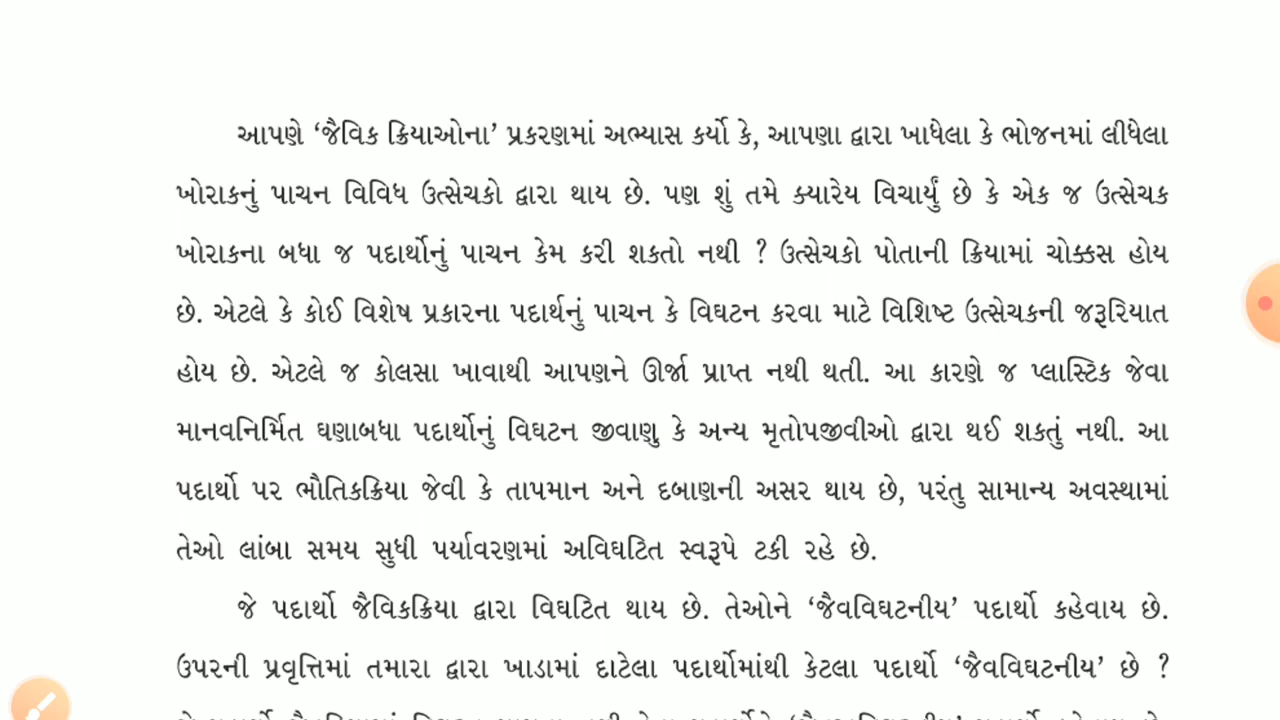 આપણે ‘જૈવિક ક્રિયાઓના’ પ્રકરણમાં અભ્યાસ કર્યો કે, આપણા દ્વારા ખાધેલા કે ભોજનમાં લીધેલા
ખોરાકનું પાચન વિવિધ ઉત્સેચકો દ્વારા થાય છે. પણ શું તમે ક્યારેય વિચાર્યું છે કે એક જ ઉત્સેચક
ખોરાકના બધા જ પદાર્થોનું પાચન કેમ કરી શકતો નથી ? ઉત્સેચકો પોતાની ક્રિયામાં ચોક્કસ હોય
છે. એટલે કે કોઈ વિશેષ પ્રકારના પદાર્થનું પાચન કે વિઘટન કરવા માટે વિશિષ્ટ ઉત્સેચકની જરૂરિયાત
હોય છે. એટલે જ કોલસા ખાવાથી આપણને ઊર્જા પ્રાપ્ત નથી થતી. આ કારણે જ પ્લાસ્ટિક જેવા
માનવનિર્મિત ઘણાબધા પદાર્થોનું વિઘટન જીવાણુ કે અન્ય મૃતોપજીવીઓ દ્વારા થઈ શકતું નથી. આ
પદાર્થો પર ભૌતિકક્રિયા જેવી કે તાપમાન અને દબાણની અસર થાય છે, પરંતુ સામાન્ય અવસ્થામાં
તેઓ લાંબા સમય સુધી પર્યાવરણમાં અવિઘટિત સ્વરૂપે ટકી રહે છે.
જે પદાર્થો જૈવિકક્રિયા દ્વારા વિઘટિત થાય છે. તેઓને ‘જૈવવિઘટનીય’ પદાર્થો કહેવાય છે.
ઉપરની પ્રવૃત્તિમાં તમારા દ્વારા ખાડામાં દાટેલા પદાર્થોમાંથી કેટલા પદાર્થો ‘જૈવવિઘટનીય’ છે ?